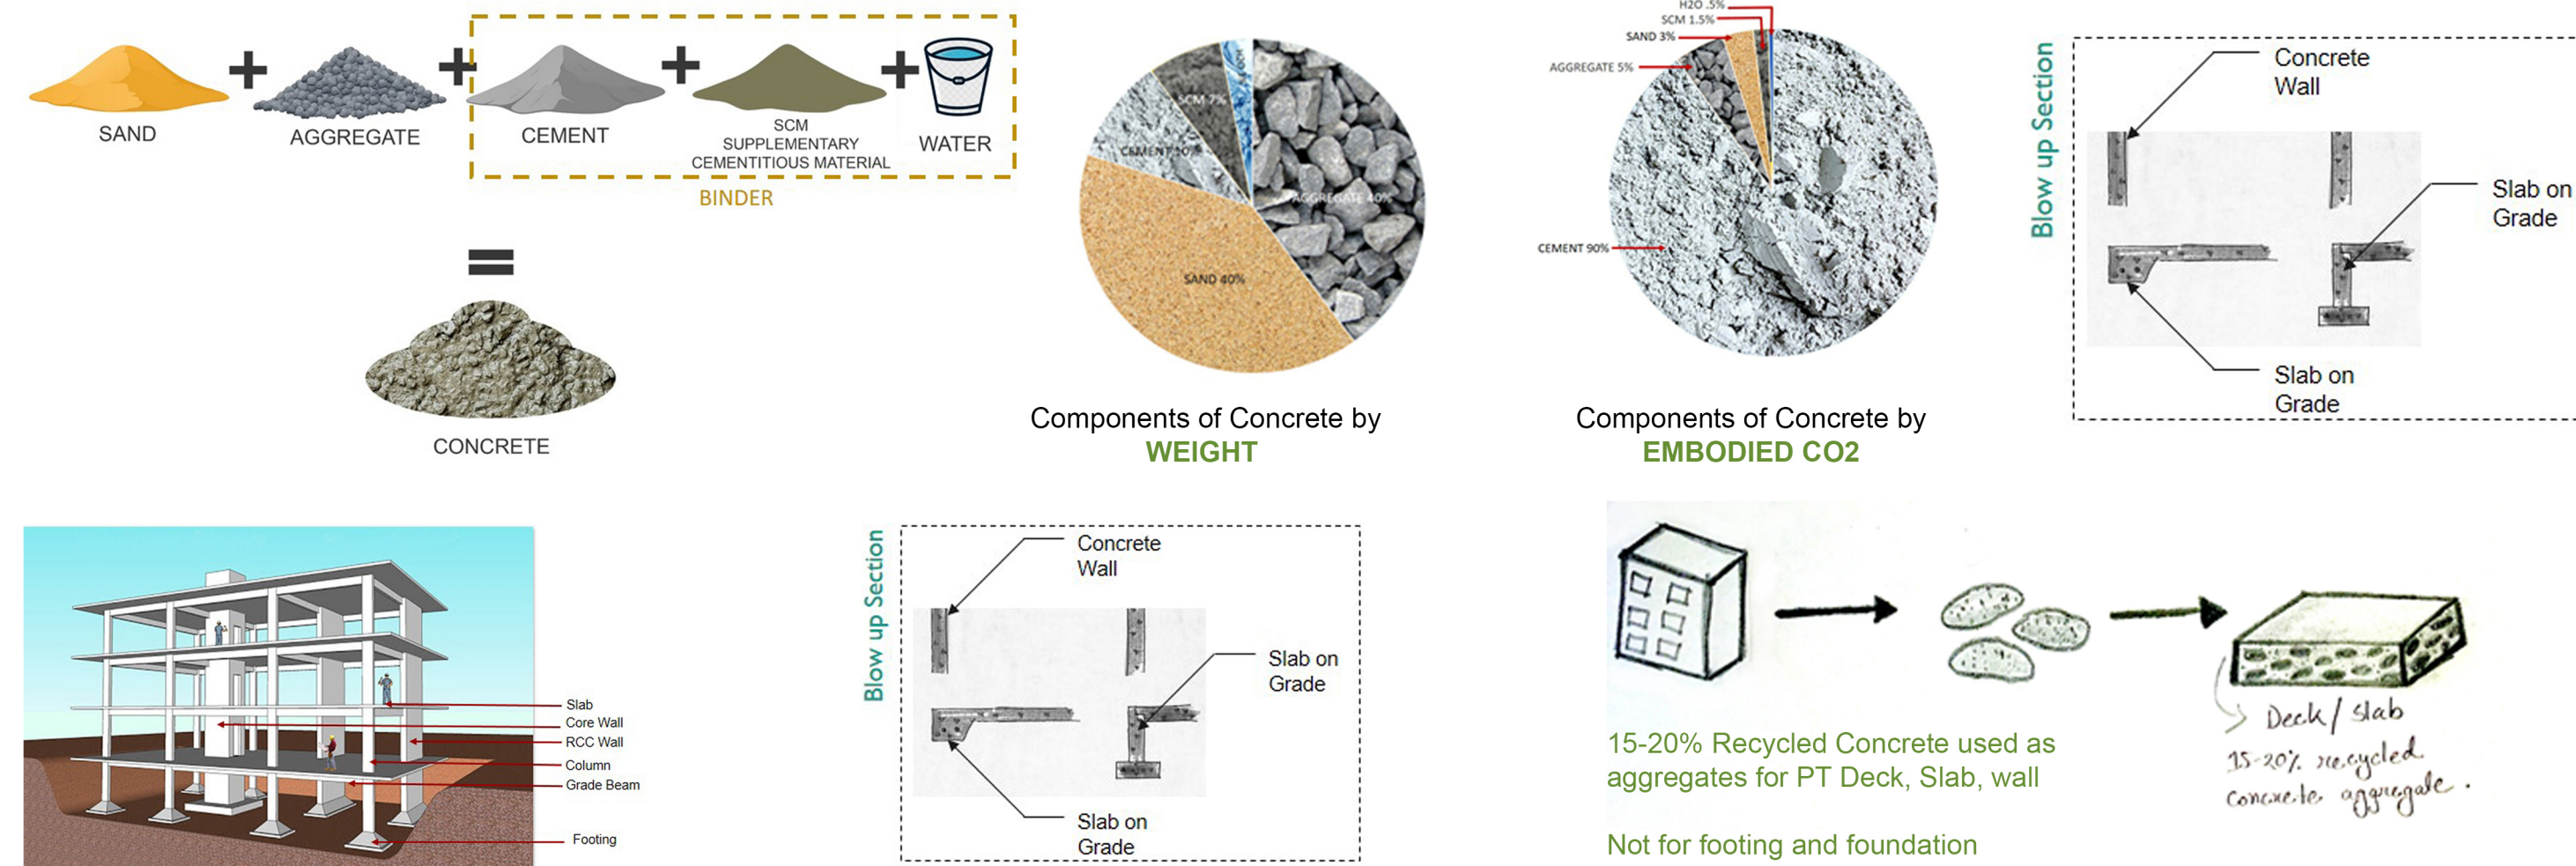 SAND
AGGREGATE
CEMENT
SCM
SUPPLEMENTARY
CEMENTITIOUS MATERIAL
WATER
BINDER
CONCRETE
SCM 7%
CEMENT 10%
AGGREGATE 40%
SAND 40%
Components of Concrete by
WEIGHT
H2O .5%
SCM 1.5%
SAND 3%
AGGREGATE 5%
CEMENT 90%
Components of Concrete by
EMBODIED CO2
Blow up Section
Concrete
Wall
Slab on
Grade
Slab on
Grade
Slab
Core Wall
RCC Wall
Column
Grade Beam
Footing
Blow up Section
Concrete
Wall
Slab on
Grade
Slab on
Grade
15-20% Recycled Concrete used as
aggregates for PT Deck, Slab, wall
Not for footing and foundation
Deck/slab
15-20% recycled
concrete aggregate.